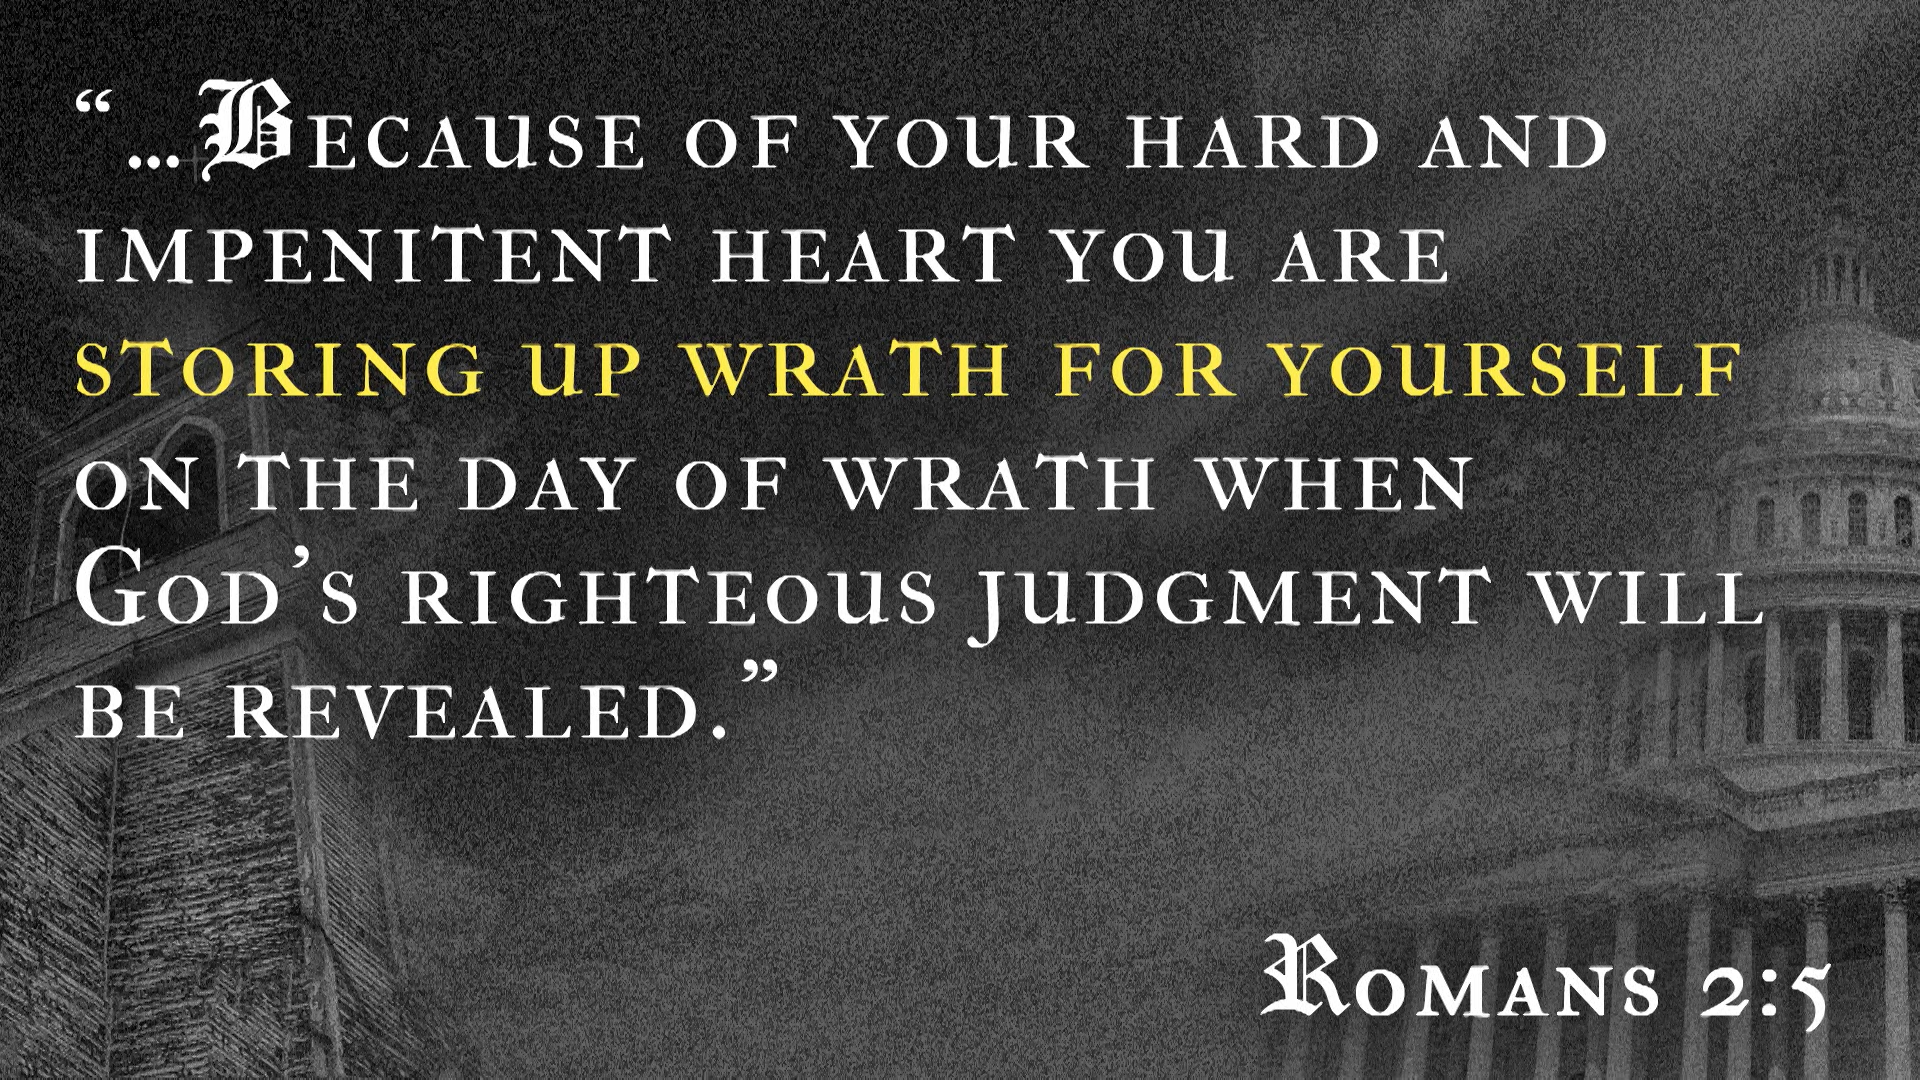 “…Because of your hard and
impenitent heart you are
storing up wrath for yourself
on the day of wrath when
God’s righteous judgment will
be revealed.”
Romans 2:5